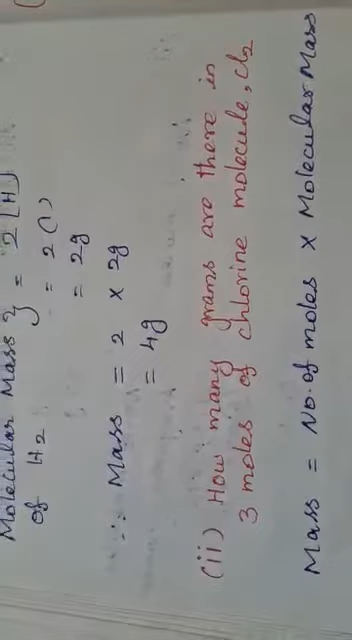 Molecular Mass } = 2 [H]
of H2 = 2(1)
= 2g
∴ Mass = 2 × 2g
= 4g
(ii) How many grams are there in
3 moles of chlorine molecule, Cl2
Mass = No. of moles × Molecular Mass